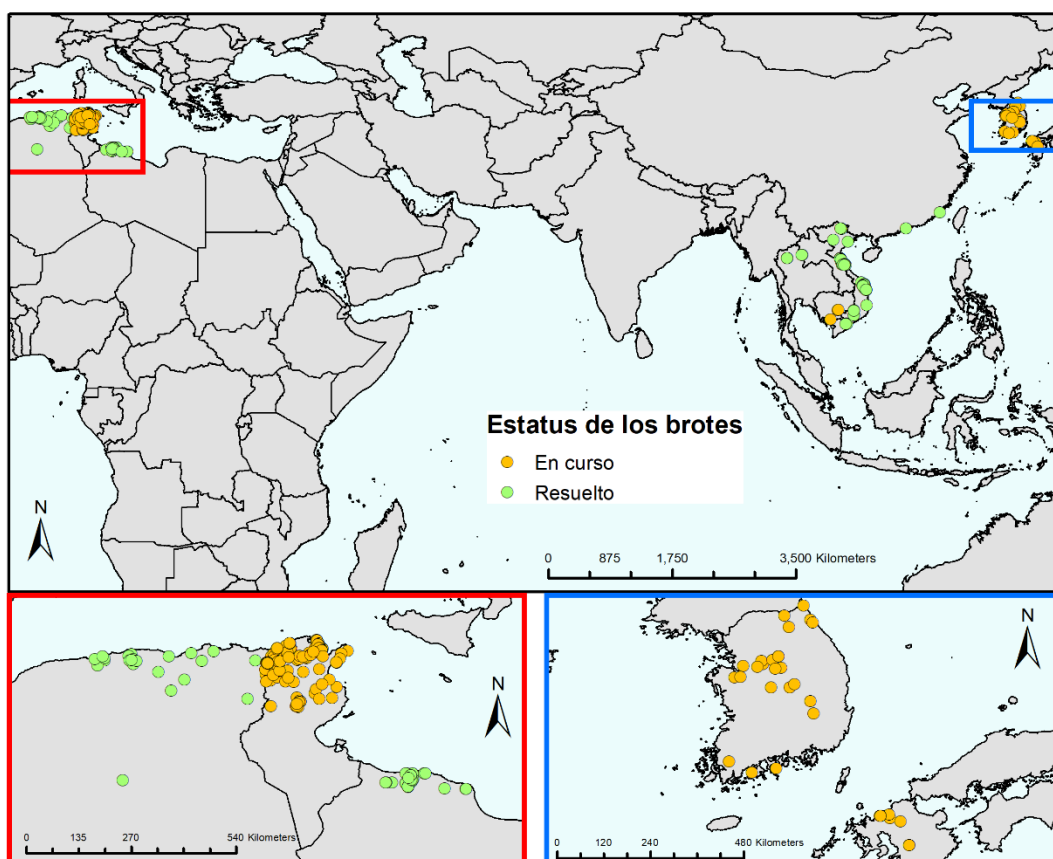 Estatus de los brotes
En curso
Resuelto
N
0 875 1,750 3,500 Kilometers
N
0 135 270 540 Kilometers
N
0 120 240 480 Kilometers